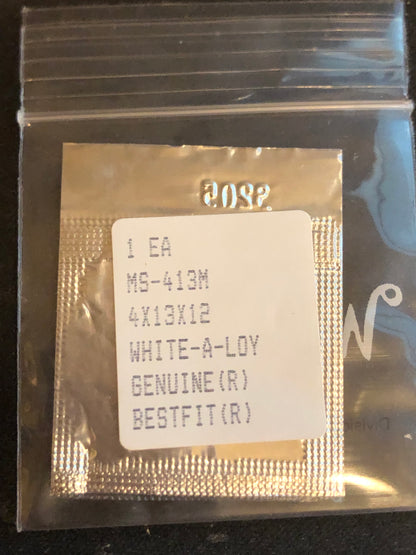 1 EA
MS-413M
4X13X12
WHITE-A-LOY
GENUINE(R)
BESTFIT(R)